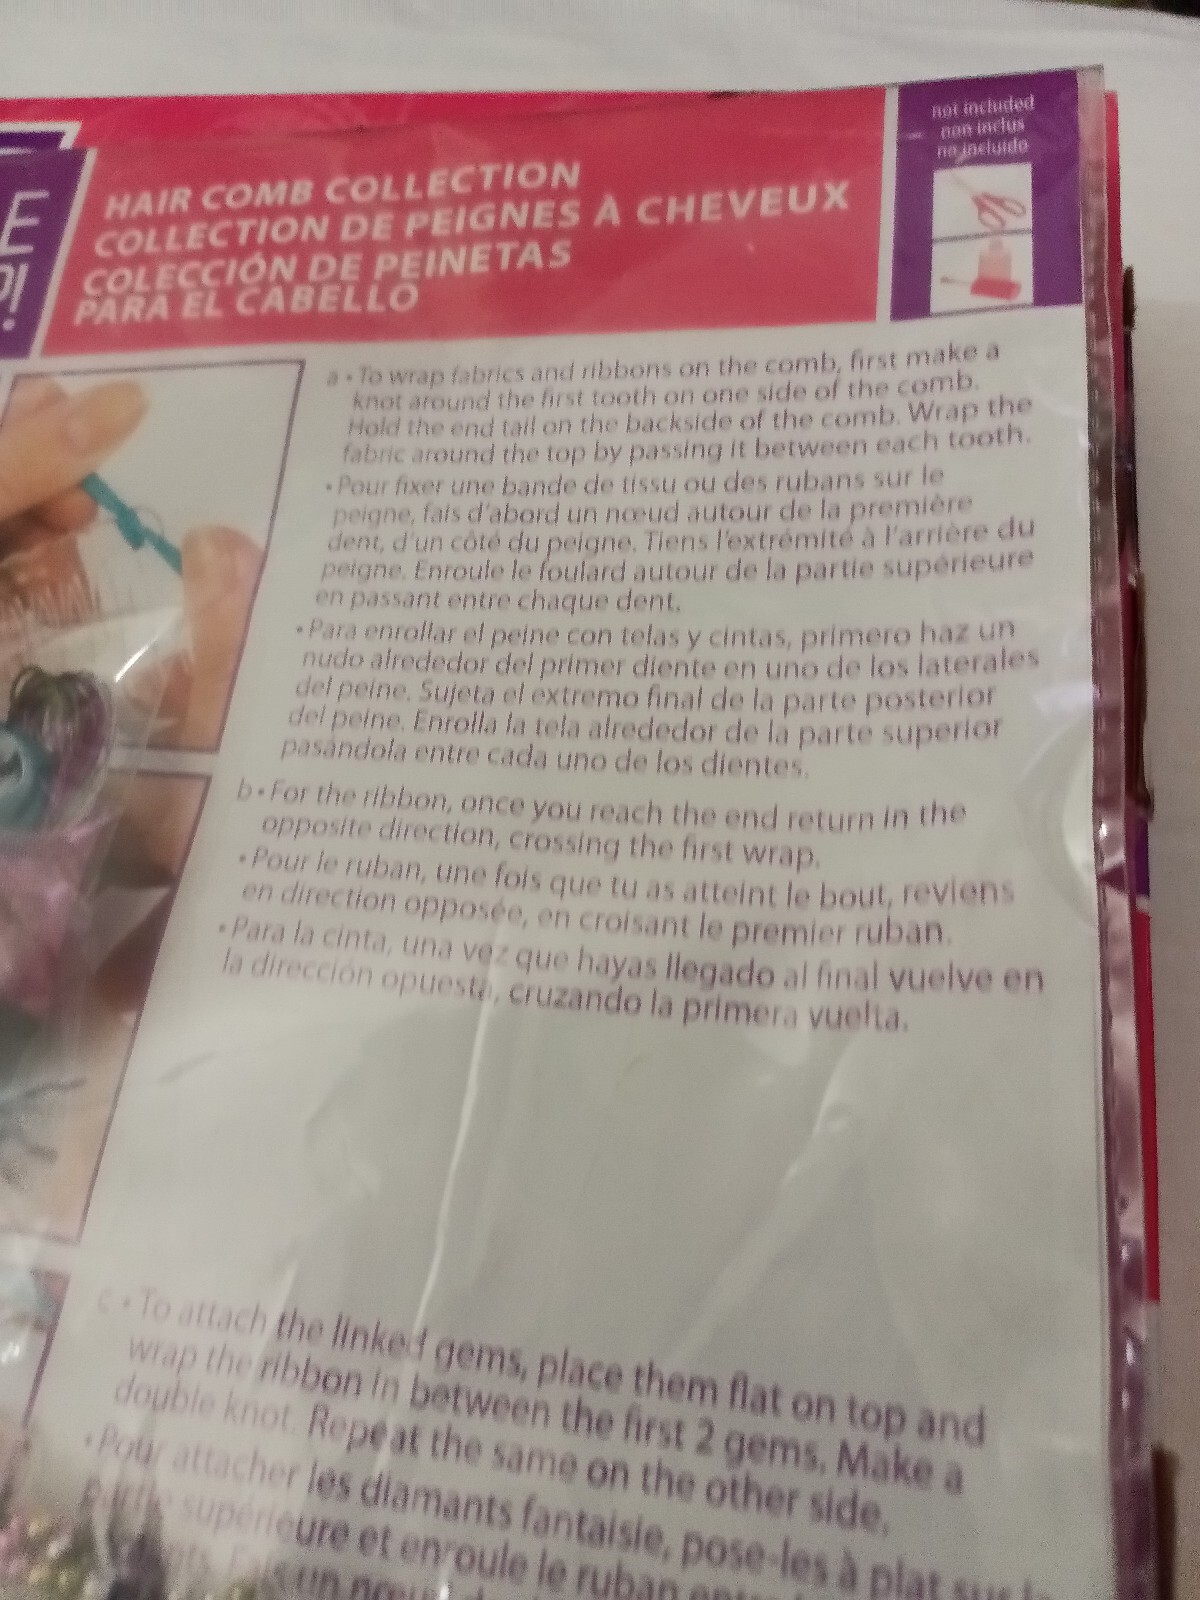 LE
P!
HAIR COMB COLLECTION
COLLECTION DE PEIGNES À CHEVEUX
COLECCIÓN DE PEINETAS
PARA EL CABELLO
not included
non inclus
no incluido
a • To wrap fabrics and ribbons on the comb, first make a
knot around the first tooth on one side of the comb.
Hold the end tail on the backside of the comb. Wrap the
fabric around the top by passing it between each tooth.
• Pour fixer une bande de tissu ou des rubans sur le
peigne, fais d'abord un nœud autour de la première
dent, d'un côté du peigne. Tiens l'extrémité à l'arrière du
peigne. Enroule le foulard autour de la partie supérieure
en passant entre chaque dent.
• Para enrollar el peine con telas y cintas, primero haz un
nudo alrededor del primer diente en uno de los laterales
del peine. Sujeta el extremo final de la parte posterior
del peine. Enrolla la tela alrededor de la parte superior
pasándola entre cada uno de los dientes.
b • For the ribbon, once you reach the end return in the
opposite direction, crossing the first wrap.
• Pour le ruban, une fois que tu as atteint le bout, reviens
en direction opposée, en croisant le premier ruban.
• Para la cinta, una vez que hayas llegado al final vuelve en
la dirección opuesta, cruzando la primera vuelta.
c • To attach the linked gems, place them flat on top and
wrap the ribbon in between the first 2 gems. Make a
double knot. Repeat the same on the other side.
• Pour attacher les diamants fantaisie, pose-les à plat sur la
partie supérieure et enroule le ruban entre
Fais un nœud